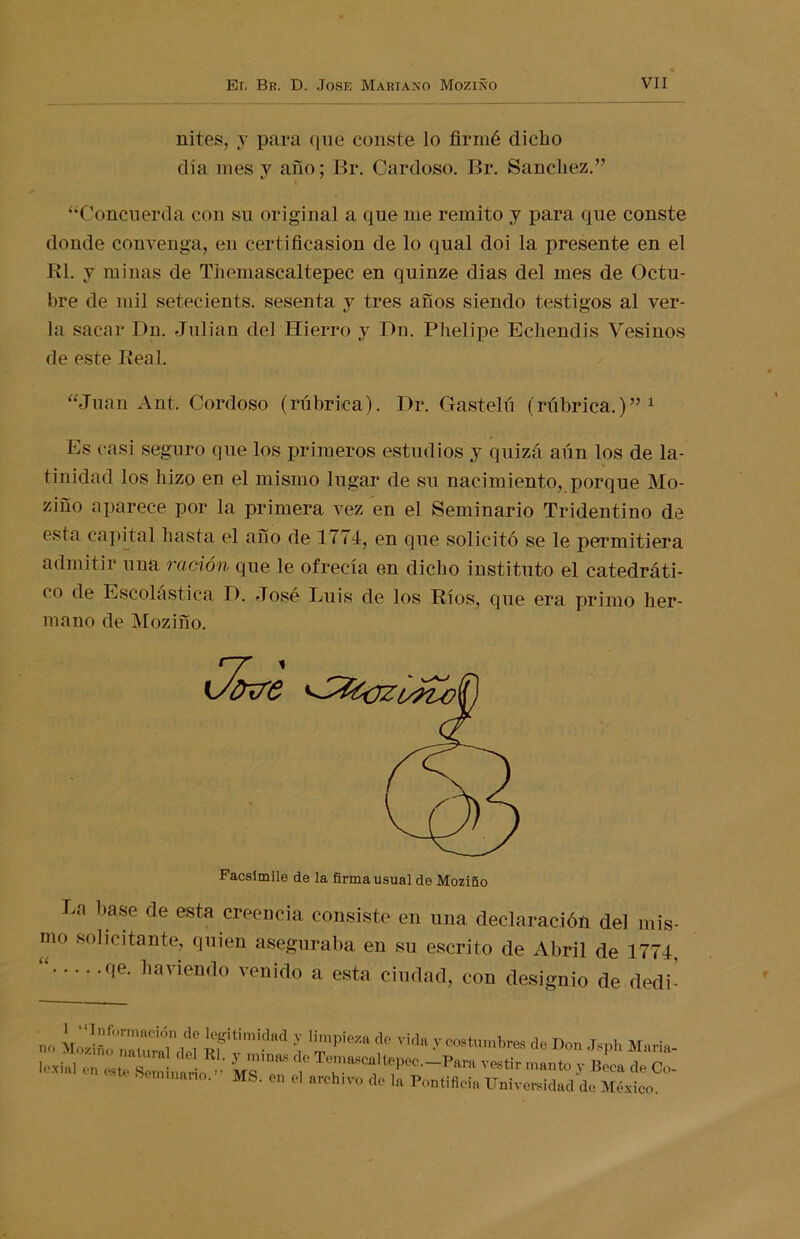 El Br. D. Jose Mariano Moziño VII
nites, y para que conste lo firmé dicho
día mes y año; Br. Cardoso. Br. Sanchez.”
“Concuerda con su original a que me remito y para que conste
donde convenga, en certificasion de lo qual doi la presente en el
Rl. y minas de Themascaltepec en quinze dias del mes de Octu-
bre de mil setecients. sesenta y tres años siendo testigos al ver-
la sacar Dn. Julian del Hierro y Dn. Phelipe Echendis Vesinos
de este Real.
“Juan Ant. Cordoso (rúbrica). Dr. Gastelú (rúbrica.)” ¹
Es casi seguro que los primeros estudios y quizá aún los de la-
tinidad los hizo en el mismo lugar de su nacimiento, porque Mo-
ziño aparece por la primera vez en el Seminario Tridentino de
esta capital hasta el año de 1774, en que solicitó se le permitiera
admitir una ración que le ofrecía en dicho instituto el catedráti-
co de Escolástica D. José Luis de los Ríos, que era primo her-
mano de Moziño.
José Moziño
Facsímile de la firma usual de Moziño
La base de esta creencia consiste en una declaración del mis-
mo solicitante, quien aseguraba en su escrito de Abril de 1774,
“.....qe. haviendo venido a esta ciudad, con designio de dedi-
1 “Información de legitimidad y limpieza de vida y costumbres de Don Jsph Maria-
no Moziño natural del Rl. y minas de Temascaltepec.—Para vestir manto y Beca de Co-
lexial en este Seminario.” MS. en el archivo de la Pontificia Universidad de México.